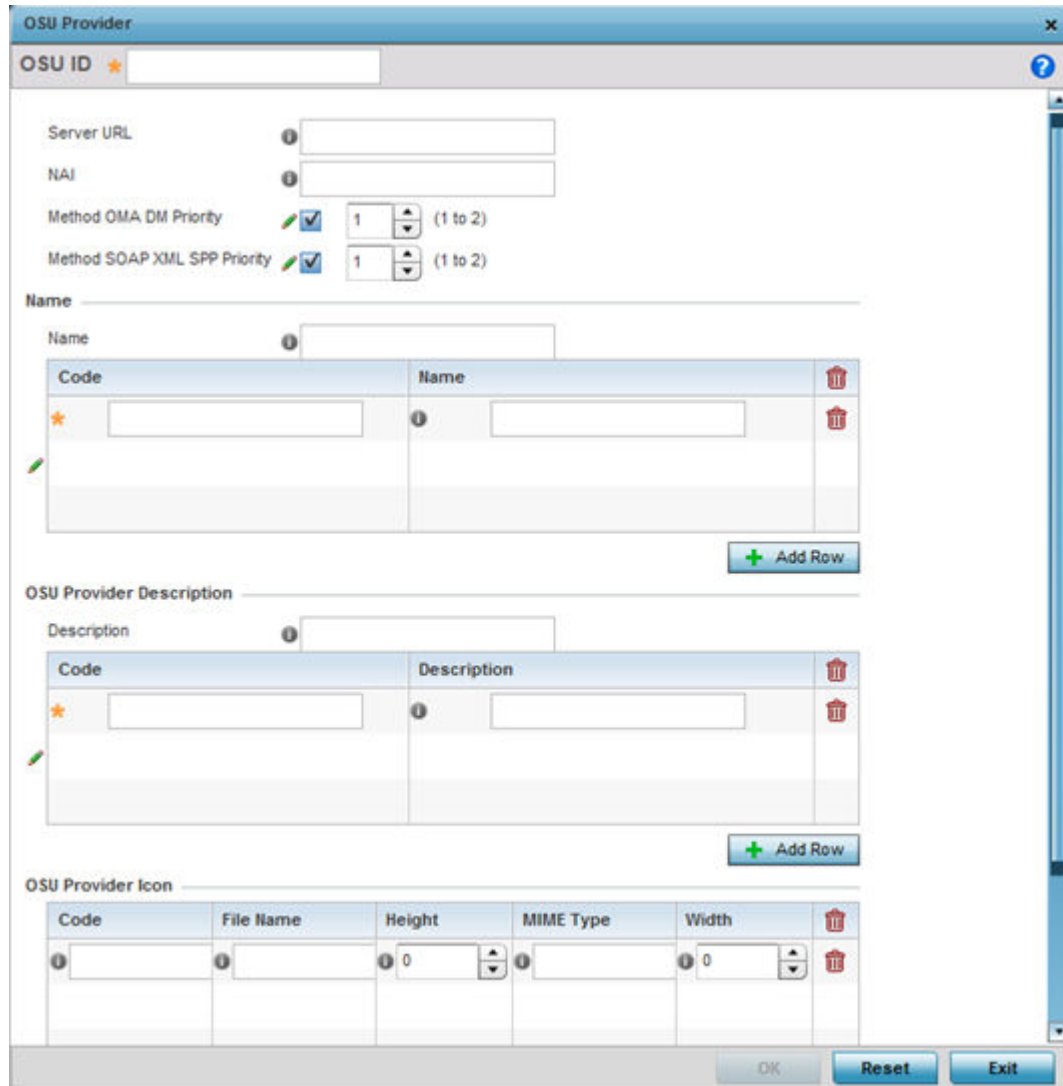 OSU Provider
OSU ID
Server URL
NAI
Method OMA DM Priority 1 (1 to 2)
Method SOAP XML SPP Priority 1 (1 to 2)
Name
Name
Code Name
Add Row
OSU Provider Description
Description
Code Description
Add Row
OSU Provider Icon
Code File Name Height MIME Type Width
0 0
OK Reset Exit